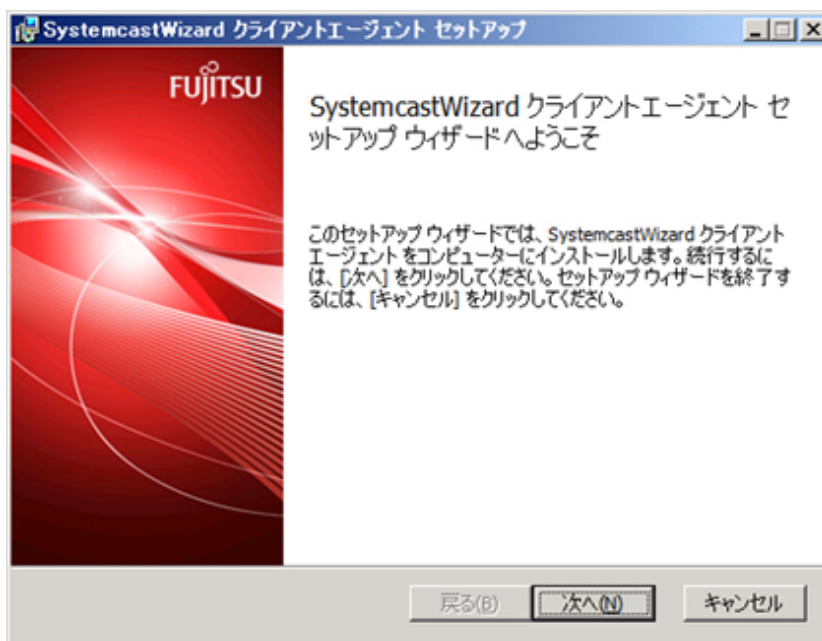 SystemcastWizard クライアントエージェント セットアップ
FUJITSU
SystemcastWizard クライアントエージェント セ
ットアップ ウィザードへようこそ
このセットアップ ウィザードでは、SystemcastWizard クライアント
エージェント をコンピューターにインストールします。続行するに
は、[次へ] をクリックしてください。セットアップ ウィザードを終了す
るには、[キャンセル] をクリックしてください。
戻る(B)
次へ(N)
キャンセル